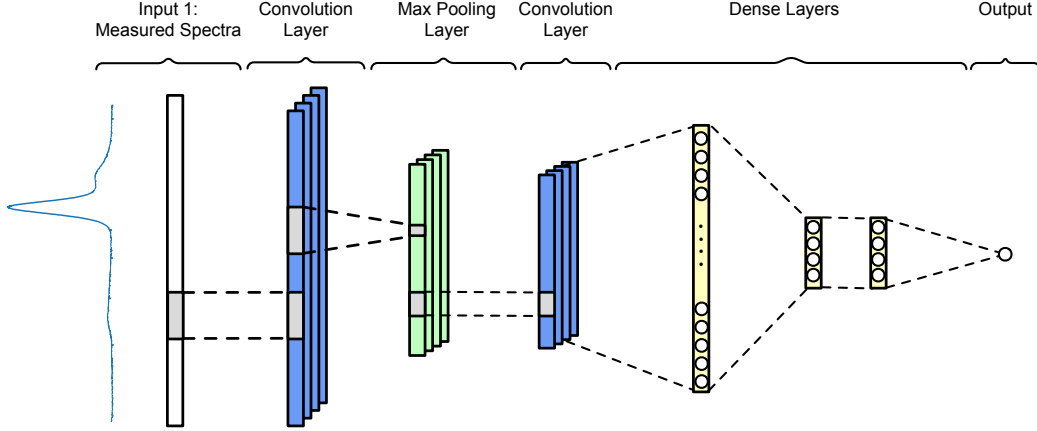 Input 1:
Measured Spectra
Convolution
Layer
Max Pooling
Layer
Convolution
Layer
Dense Layers
Output